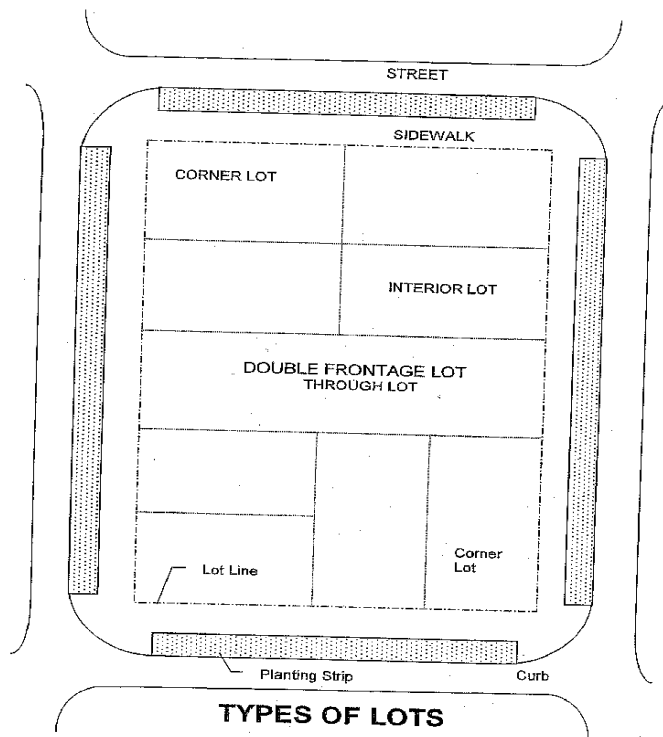 STREET
SIDEWALK
CORNER LOT
INTERIOR LOT
DOUBLE FRONTAGE LOT
THROUGH LOT
Corner
Lot
Lot Line
Planting Strip
Curb
TYPES OF LOTS